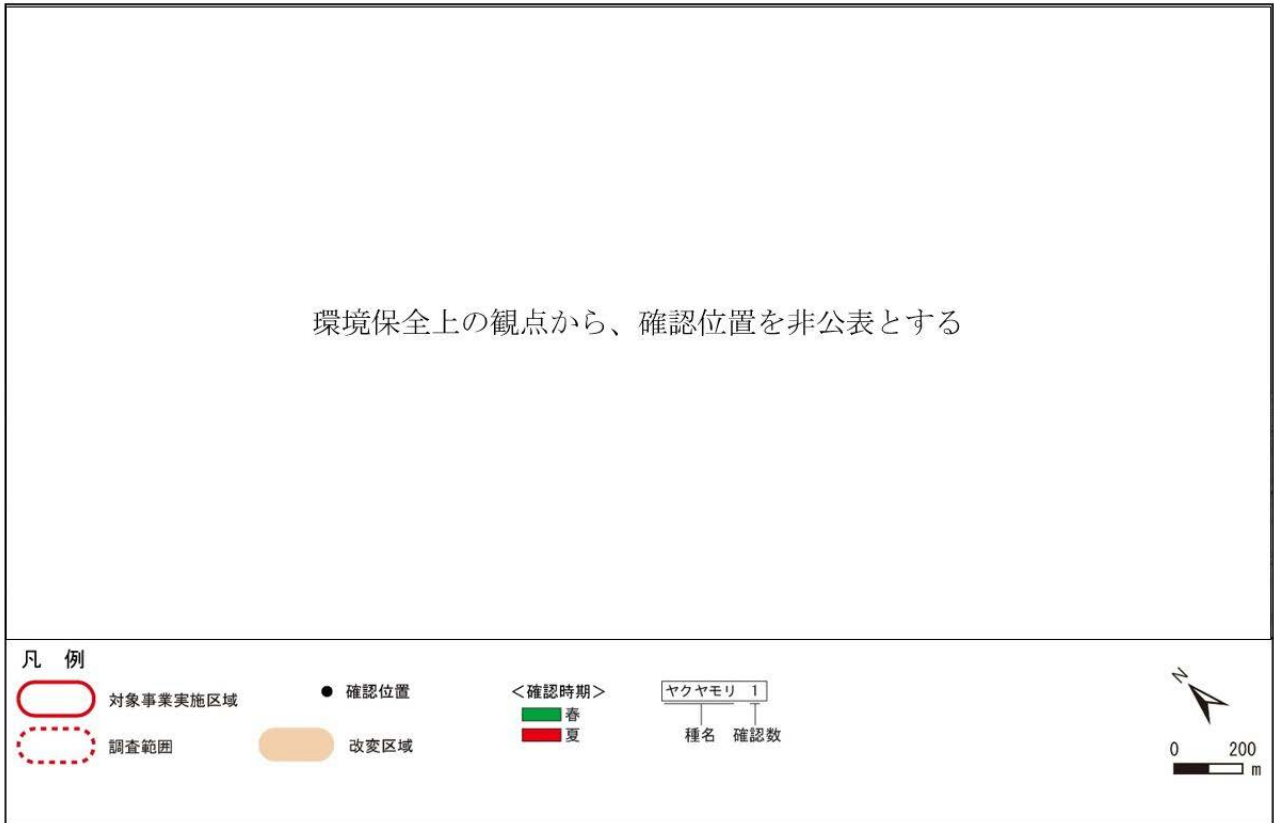 環境保全上の観点から、確認位置を非公表とする
凡 例
対象事業実施区域
調査範囲
● 確認位置
改変区域
＜確認時期＞
春
夏
ヤクヤモリ 1
種名 確認数
N
0 200
m